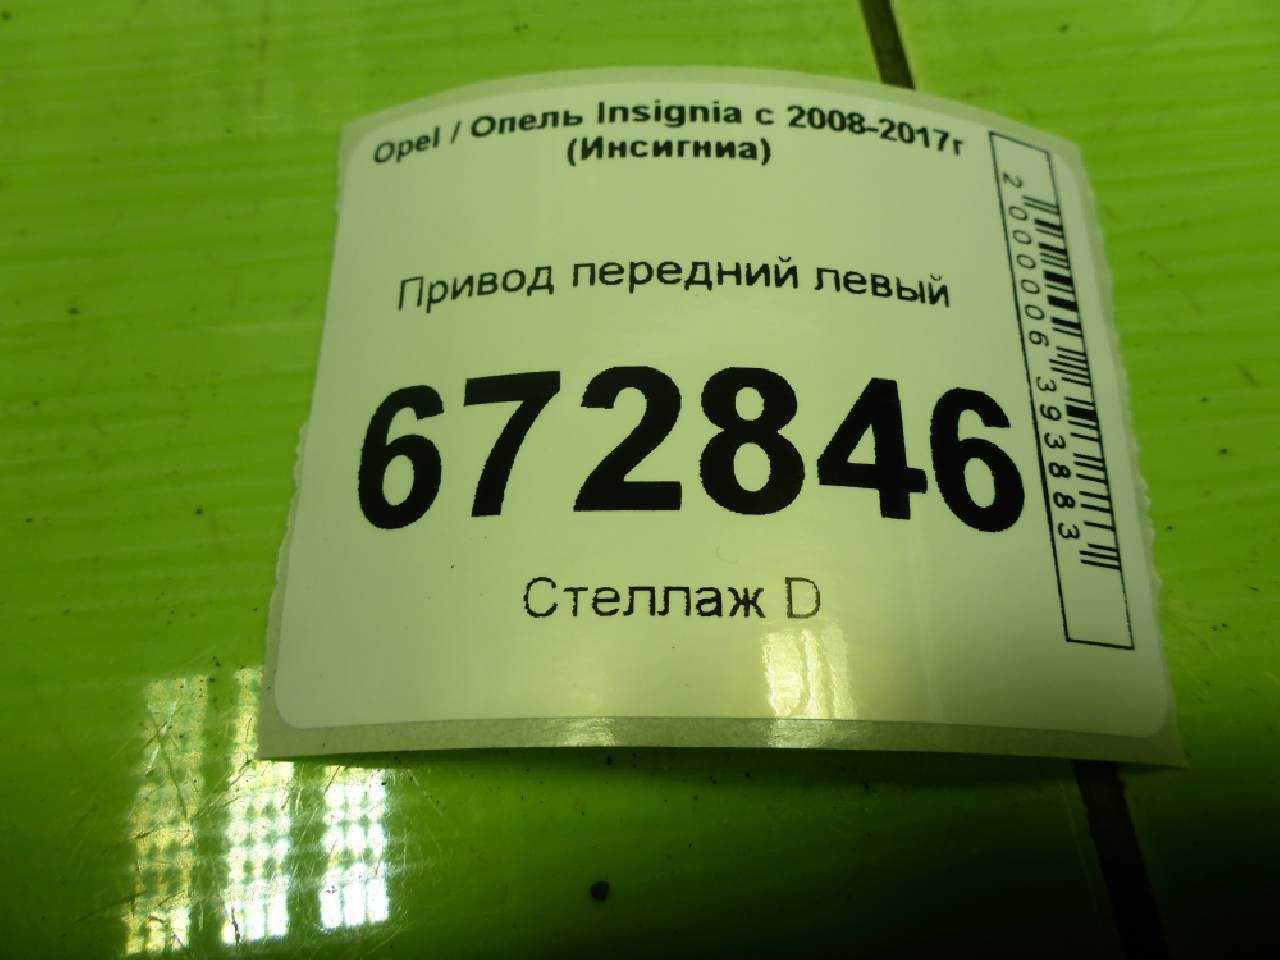 Opel / Опель Insignia с 2008-2017г
(Инсигниа)
Привод передний левый
672846
Стеллаж D
2000006393883